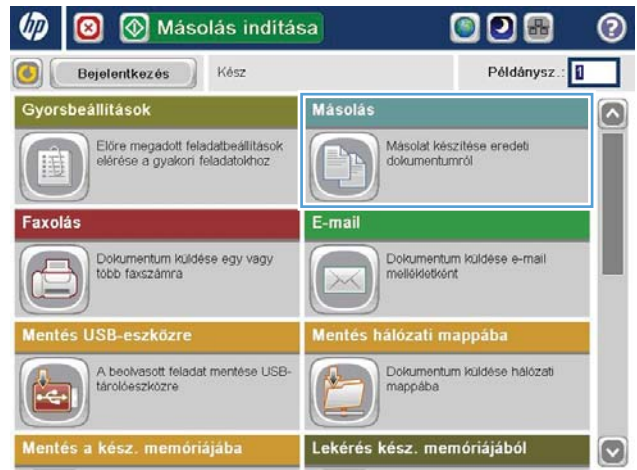 hp
Másolás indítása
?
Bejelentkezés
Kész
Példánysz.: 1
Gyorsbeállítások
Előre megadott feladatbeállítások
elérése a gyakori feladatokhoz
Másolás
Másolat készítése eredeti
dokumentumról
Faxolás
Dokumentum küldése egy vagy
több faxszámra
E-mail
Dokumentum küldése e-mail
mellékletként
Mentés USB-eszközre
A beolvasott feladat mentése USB-
tárolóeszközre
Mentés hálózati mappába
Dokumentum küldése hálózati
mappába
Mentés a kész. memóriájába
Lekérés kész. memóriájából